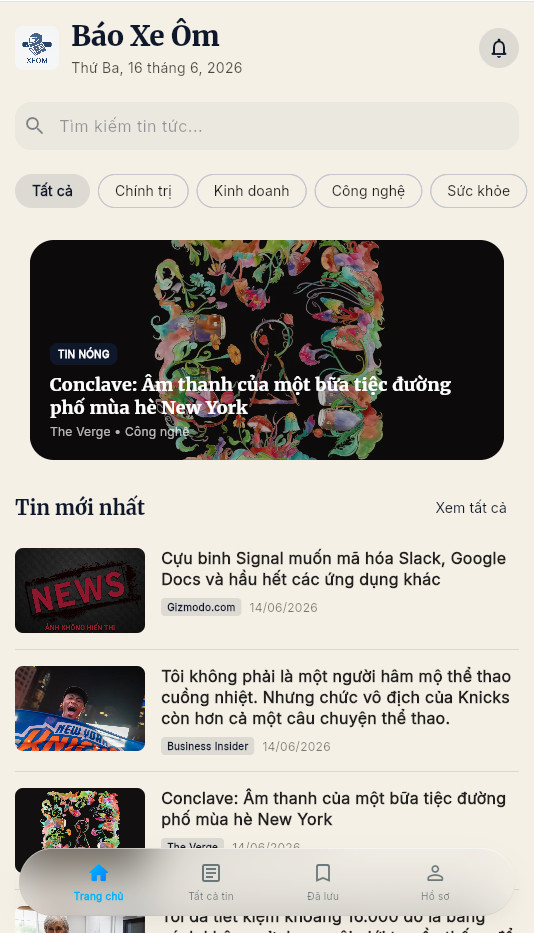 Báo Xe Ôm
XEOM
Thứ Ba, 16 tháng 6, 2026
Tìm kiếm tin tức...
Tất cả
Chính trị
Kinh doanh
Công nghệ
Sức khỏe
TIN NÓNG
Conclave: Âm thanh của một bữa tiệc đường
phố mùa hè New York
The Verge • Công nghệ
Tin mới nhất
Xem tất cả
NEWS
ẢNH KHÔNG HIỂN THỊ
Cựu binh Signal muốn mã hóa Slack, Google
Docs và hầu hết các ứng dụng khác
Gizmodo.com
14/06/2026
NEW YORK
Tôi không phải là một người hâm mộ thể thao
cuồng nhiệt. Nhưng chức vô địch của Knicks
còn hơn cả một câu chuyện thể thao.
Business Insider
14/06/2026
Conclave: Âm thanh của một bữa tiệc đường
phố mùa hè New York
The Verge
14/06/2026
Trang chủ
Tất cả tin
Đã lưu
Hồ sơ
Tôi đã tiết kiệm khoảng 16.000 đô la bằng